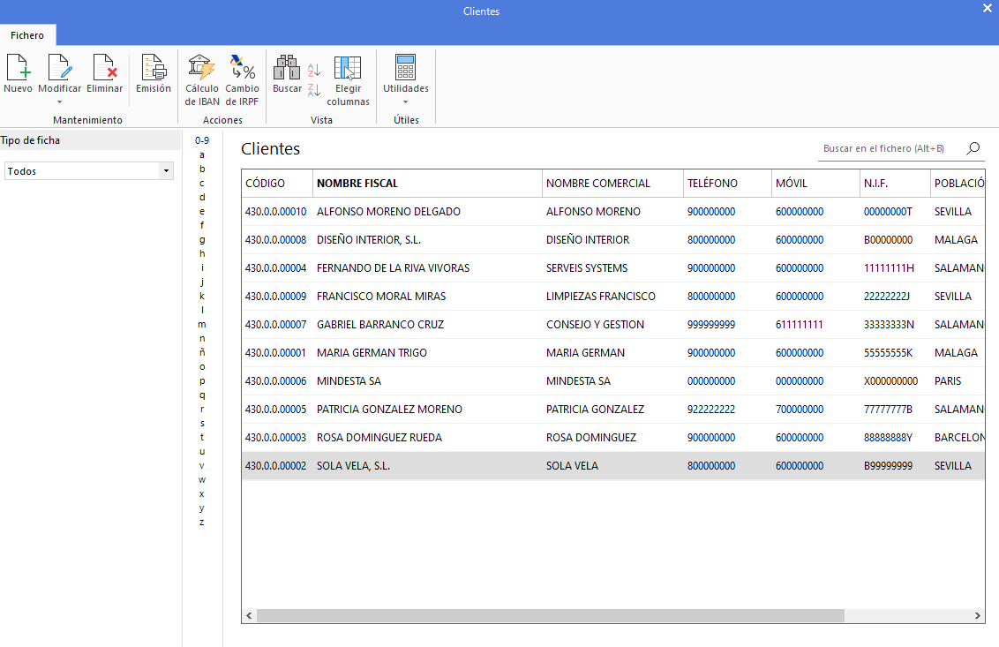 Clientes
Fichero
Nuevo Modificar Eliminar Emisión Cálculo de IBAN Cambio de IRPF Buscar Elegir columnas Utilidades
Mantenimiento Acciones Vista Útiles
Tipo de ficha
Todos
0-9
a
b
c
d
e
f
g
h
i
j
k
l
m
n
ñ
o
p
q
r
s
t
u
v
w
x
y
z
Clientes
Buscar en el fichero (Alt+B)
CÓDIGO NOMBRE FISCAL NOMBRE COMERCIAL TELÉFONO MÓVIL N.I.F. POBLACIÓ
430.0.0.00010 ALFONSO MORENO DELGADO ALFONSO MORENO 900000000 600000000 00000000T SEVILLA
430.0.0.00008 DISEÑO INTERIOR, S.L. DISEÑO INTERIOR 800000000 600000000 B00000000 MALAGA
430.0.0.00004 FERNANDO DE LA RIVA VIVORAS SERVEIS SYSTEMS 900000000 600000000 11111111H SALAMAN
430.0.0.00009 FRANCISCO MORAL MIRAS LIMPIEZAS FRANCISCO 800000000 600000000 22222222J SEVILLA
430.0.0.00007 GABRIEL BARRANCO CRUZ CONSEJO Y GESTION 999999999 611111111 33333333N SALAMAN
430.0.0.00001 MARIA GERMAN TRIGO MARIA GERMAN 900000000 600000000 55555555K MALAGA
430.0.0.00006 MINDESTA SA MINDESTA SA 000000000 000000000 X000000000 PARIS
430.0.0.00005 PATRICIA GONZALEZ MORENO PATRICIA GONZALEZ 922222222 700000000 77777777B SALAMAN
430.0.0.00003 ROSA DOMINGUEZ RUEDA ROSA DOMINGUEZ 900000000 600000000 88888888Y BARCELON
430.0.0.00002 SOLA VELA, S.L. SOLA VELA 800000000 600000000 B99999999 SEVILLA